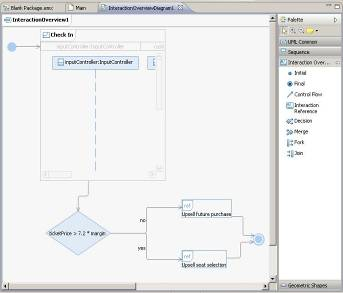 Blank Package.emx
Main
InteractionOverviewDiagram1
InteractionOverview1
Palette
UML Common
Sequence
Interaction Over...
Initial
Final
Control Flow
Interaction
Reference
Decision
Merge
Fork
Join
Geometric Shapes
Check In
inputController:InputController
inputController:InputController
ticketPrice > 7.2 * margin
no
yes
ref
Upsell future purchase
ref
Upsell seat selection